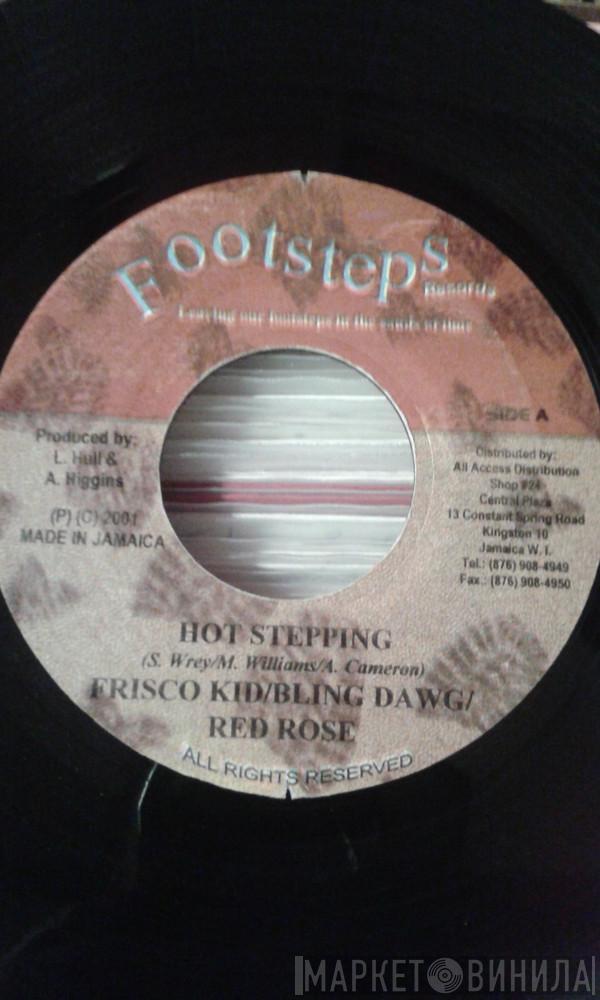 Footsteps
Records
Leaving our footsteps in the sands of time
SIDE A
Produced by:
L. Hull &
A. Higgins
(P) (C) 2001
MADE IN JAMAICA
Distributed by:
All Access Distribution
Shop #24
Central Plaza
13 Constant Spring Road
Kingston 10
Jamaica W. I.
Tel.: (876) 908-4949
Fax.: (876) 908-4950
HOT STEPPING
(S. Wrey/M. Williams/A. Cameron)
FRISCO KID/BLING DAWG/
RED ROSE
ALL RIGHTS RESERVED
МАРКЕТ ВИНИЛА